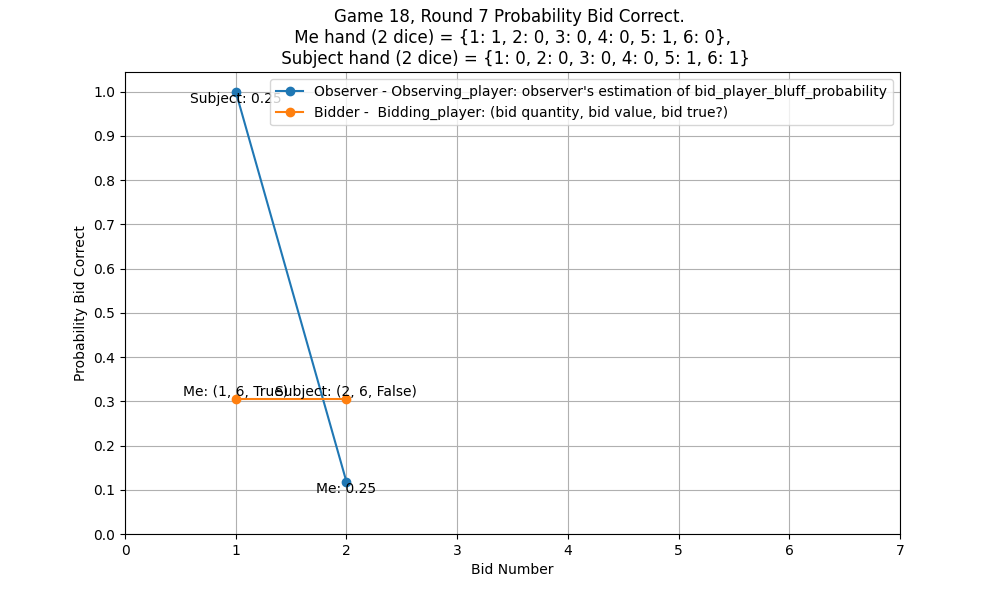 Game 18, Round 7 Probability Bid Correct.
Me hand (2 dice) = {1: 1, 2: 0, 3: 0, 4: 0, 5: 1, 6: 0},
Subject hand (2 dice) = {1: 0, 2: 0, 3: 0, 4: 0, 5: 1, 6: 1}
Observer - Observing_player: observer's estimation of bid_player_bluff_probability
Bidder -  Bidding_player: (bid quantity, bid value, bid true?)
Subject: 0.25
Me: (1, 6, True)
Subject: (2, 6, False)
Me: 0.25
Probability Bid Correct
1.0
0.9
0.8
0.7
0.6
0.5
0.4
0.3
0.2
0.1
0.0
0 1 2 3 4 5 6 7
Bid Number